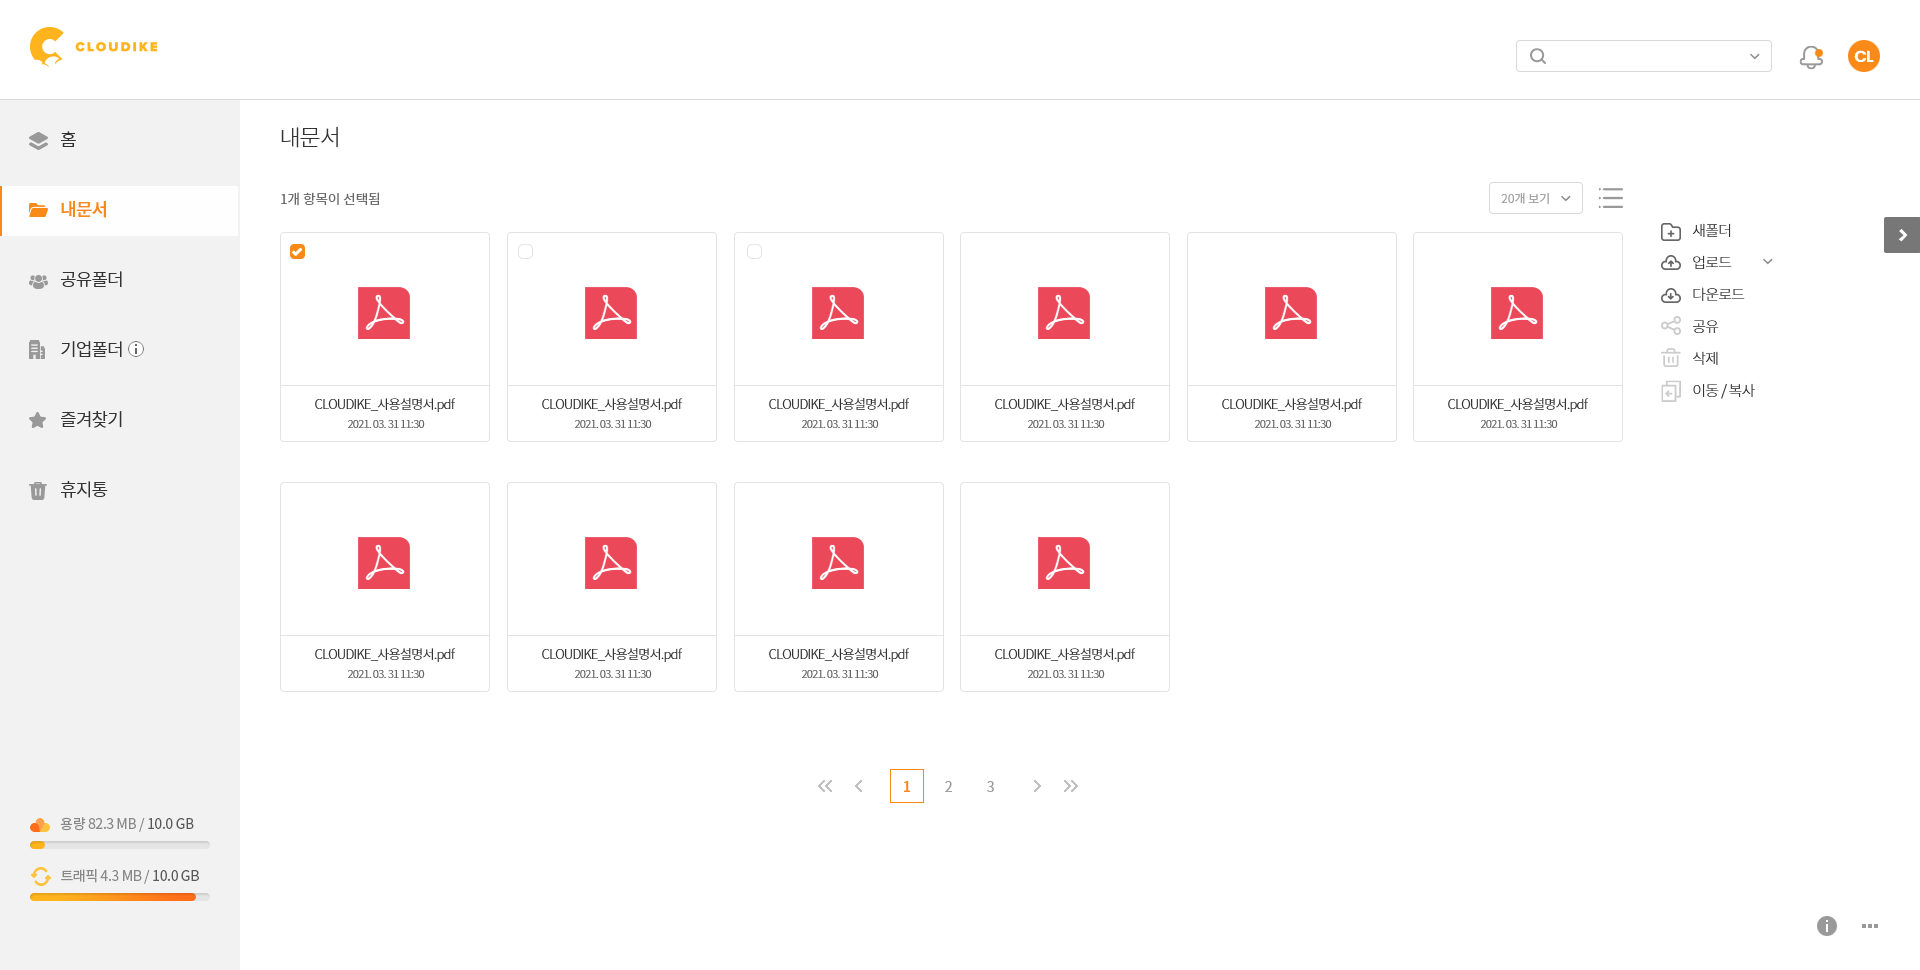 CLOUDIKE
CL
홈
내문서
공유폴더
기업폴더
즐겨찾기
휴지통
용량 82.3 MB / 10.0 GB
트래픽 4.3 MB / 10.0 GB
내문서
1개 항목이 선택됨
20개 보기
CLOUDIKE_사용설명서.pdf
2021. 03. 31 11:30
CLOUDIKE_사용설명서.pdf
2021. 03. 31 11:30
CLOUDIKE_사용설명서.pdf
2021. 03. 31 11:30
CLOUDIKE_사용설명서.pdf
2021. 03. 31 11:30
CLOUDIKE_사용설명서.pdf
2021. 03. 31 11:30
CLOUDIKE_사용설명서.pdf
2021. 03. 31 11:30
CLOUDIKE_사용설명서.pdf
2021. 03. 31 11:30
CLOUDIKE_사용설명서.pdf
2021. 03. 31 11:30
CLOUDIKE_사용설명서.pdf
2021. 03. 31 11:30
CLOUDIKE_사용설명서.pdf
2021. 03. 31 11:30
1 2 3
새폴더
업로드
다운로드
공유
삭제
이동 / 복사